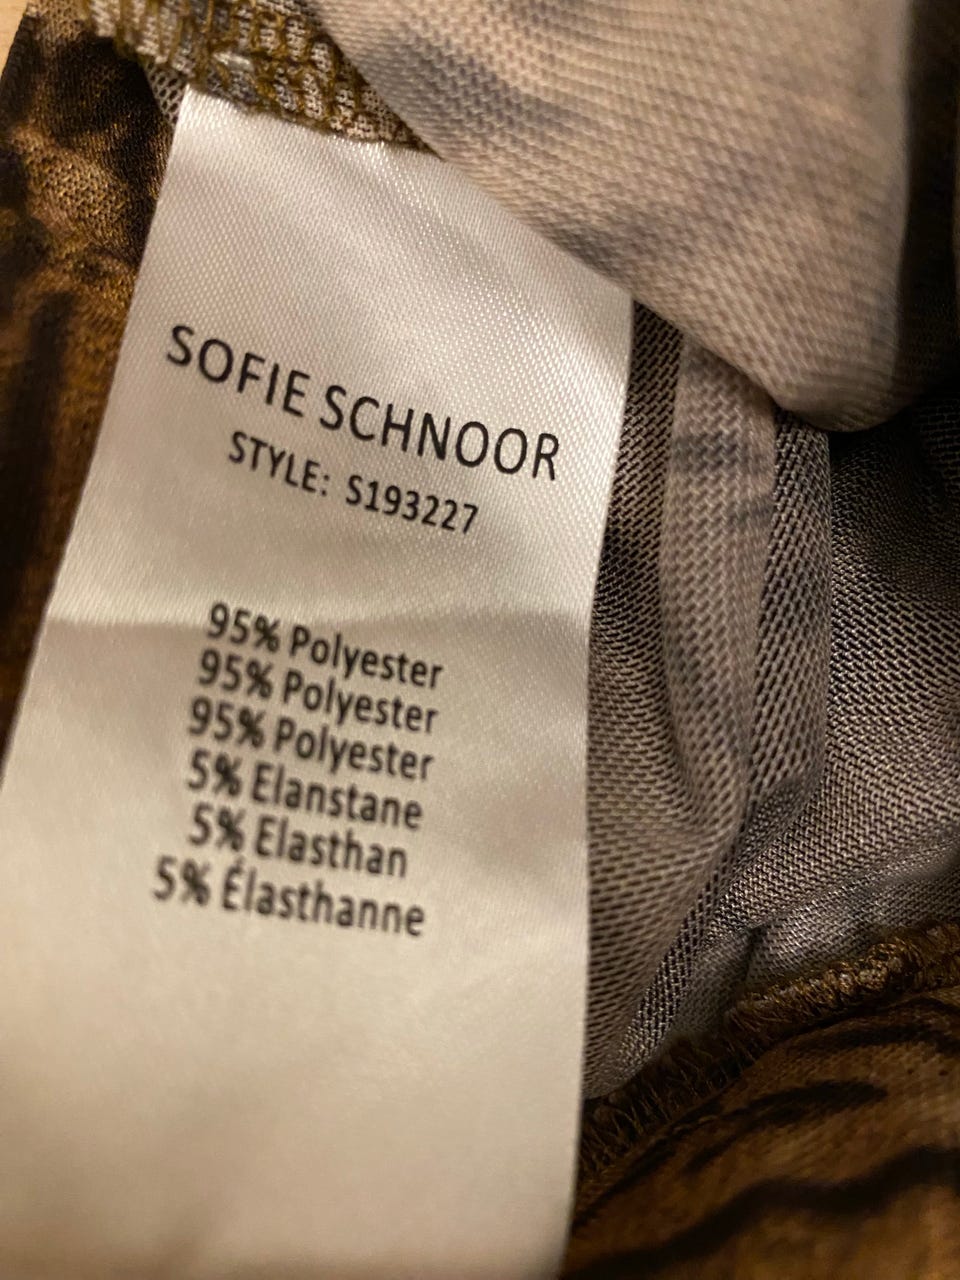 SOFIE SCHNOOR
STYLE: S193227
95% Polyester
95% Polyester
95% Polyester
5% Elanstane
5% Elasthan
5% Élasthanne